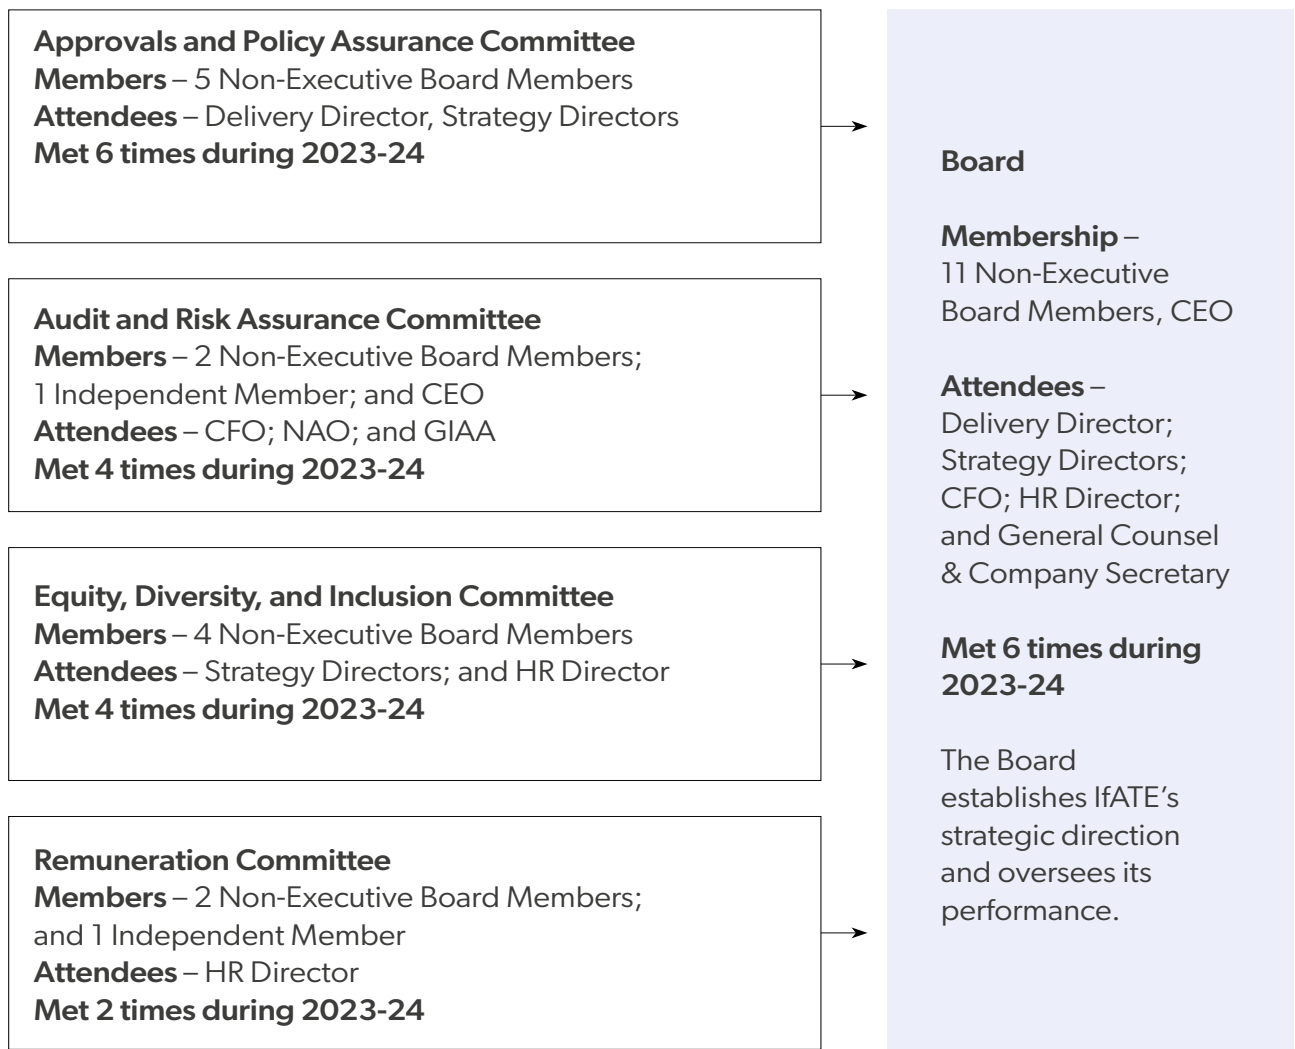 Approvals and Policy Assurance Committee
Members – 5 Non-Executive Board Members
Attendees – Delivery Director, Strategy Directors
Met 6 times during 2023-24
Audit and Risk Assurance Committee
Members – 2 Non-Executive Board Members;
1 Independent Member; and CEO
Attendees – CFO; NAO; and GIAA
Met 4 times during 2023-24
Equity, Diversity, and Inclusion Committee
Members – 4 Non-Executive Board Members
Attendees – Strategy Directors; and HR Director
Met 4 times during 2023-24
Remuneration Committee
Members – 2 Non-Executive Board Members;
and 1 Independent Member
Attendees – HR Director
Met 2 times during 2023-24
Board
Membership –
11 Non-Executive
Board Members, CEO
Attendees –
Delivery Director;
Strategy Directors;
CFO; HR Director;
and General Counsel
& Company Secretary
Met 6 times during
2023-24
The Board
establishes IfATE’s
strategic direction
and oversees its
performance.